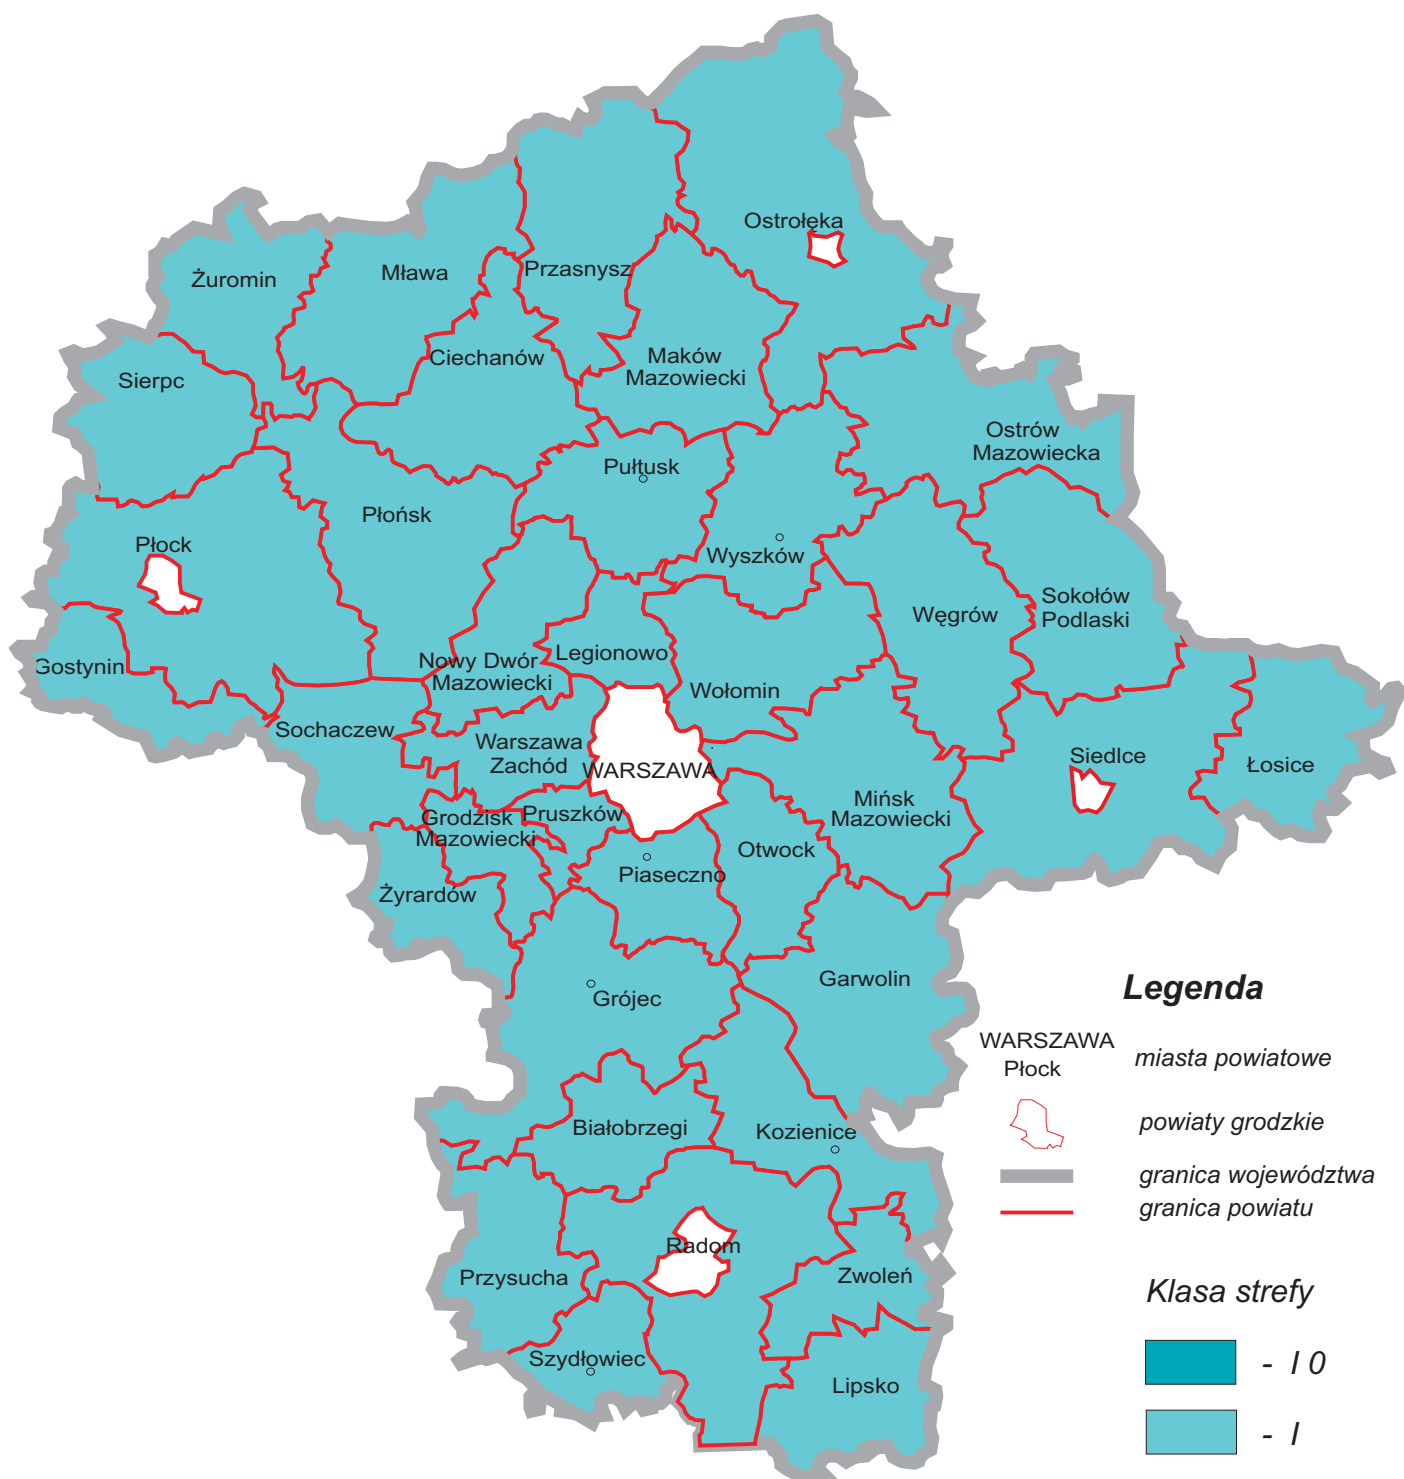 Ostrołęka
Żuromin
Mława
Przasnysz
Ciechanów
Maków
Mazowiecki
Sierpc
Ostrów
Mazowiecka
Pułtusk
Płońsk
Płock
Wyszków
Węgrów
Sokołów
Podlaski
Gostynin
Nowy Dwór
Mazowiecki
Legionowo
Wołomin
Sochaczew
Warszawa
Zachód
WARSZAWA
Siedlce
Łosice
Mińsk
Mazowiecki
Grodzisk
Mazowiecki
Pruszków
Otwock
Piaseczno
Żyrardów
Garwolin
Grójec
Białobrzegi
Kozienice
Radom
Przysucha
Zwoleń
Szydłowiec
Lipsko
Legenda
WARSZAWA
Płock
miasta powiatowe
powiaty grodzkie
granica województwa
granica powiatu
Klasa strefy
- I 0
- I